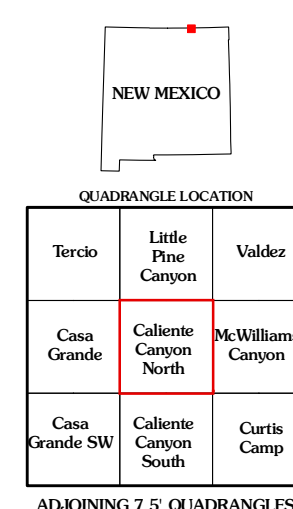 NEW MEXICO
QUADRANGLE LOCATION
Tercio
Little
Pine
Canyon
Valdez
Casa
Grande
Caliente
Canyon
North
McWilliams
Canyon
Casa
Grande SW
Caliente
Canyon
South
Curtis
Camp
ADJOINING 7.5' QUADRANGLES